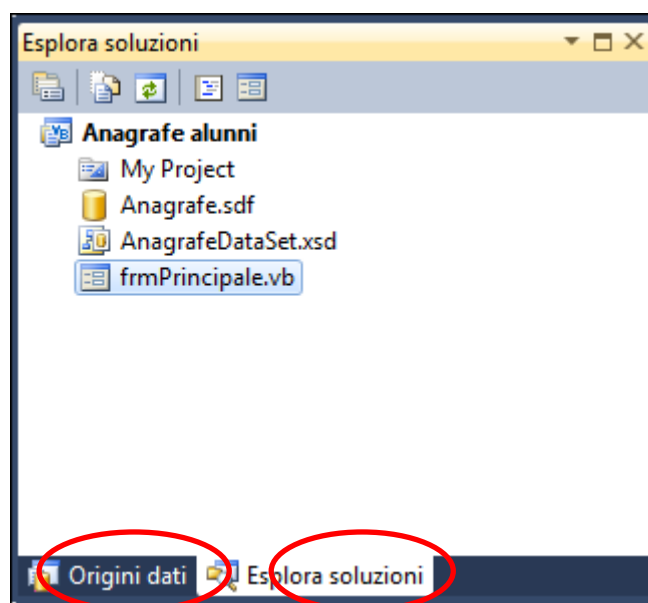 Esplora soluzioni
Anagrafe alunni
My Project
Anagrafe.sdf
AnagrafeDataSet.xsd
frmPrincipale.vb
Origini dati Esplora soluzioni